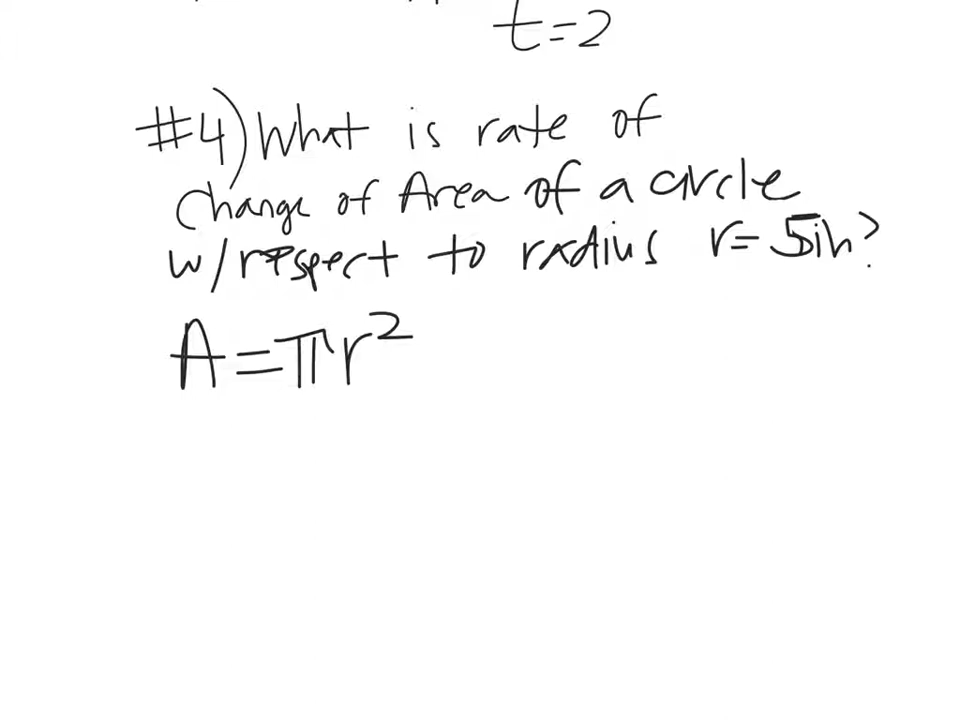 t=2
#4) What is rate of
Change of Area of a circle
w/respect to radius r= 5in?
A=πr²